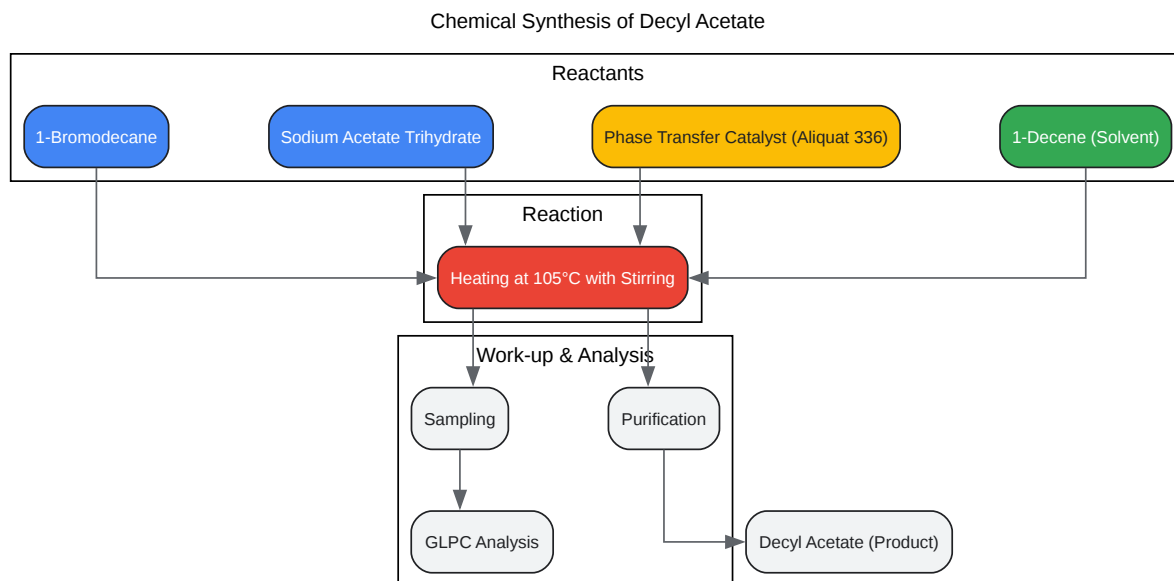 Chemical Synthesis of Decyl Acetate
Reactants
1-Bromodecane
Sodium Acetate Trihydrate
Phase Transfer Catalyst (Aliquat 336)
1-Decene (Solvent)
Reaction
Heating at 105°C with Stirring
Work-up & Analysis
Sampling
Purification
GLPC Analysis
Decyl Acetate (Product)